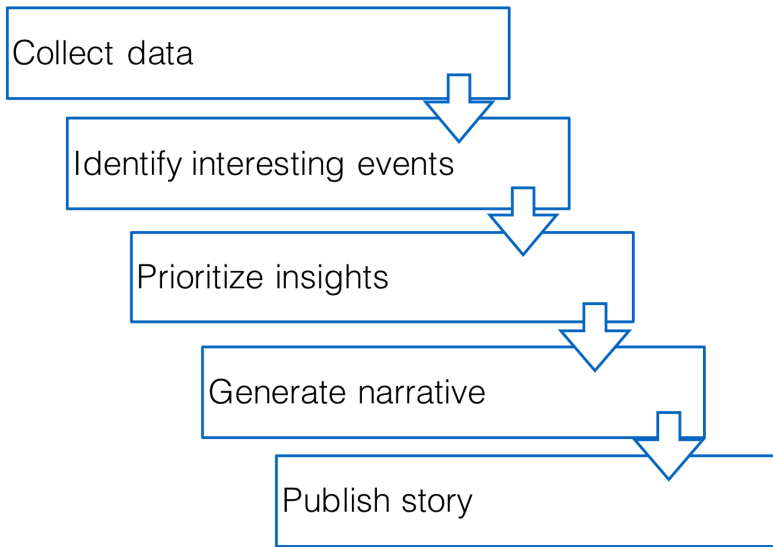 Collect data
Identify interesting events
Prioritize insights
Generate narrative
Publish story